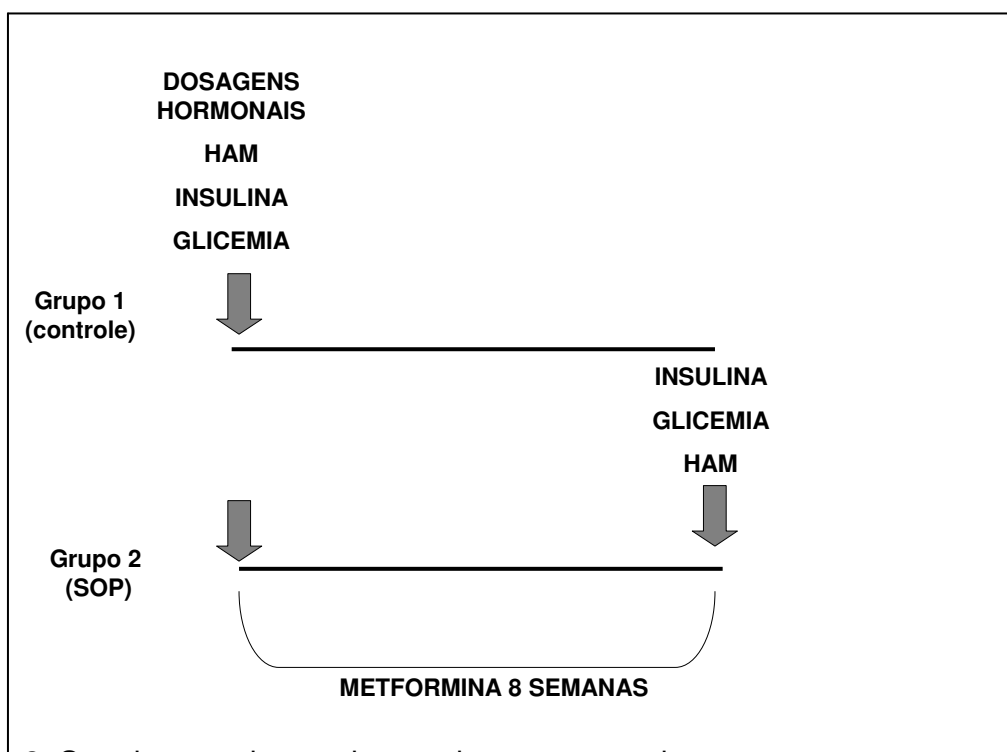 DOSAGENS
HORMONAIS
HAM
INSULINA
GLICEMIA
Grupo 1
(controle)
INSULINA
GLICEMIA
HAM
Grupo 2
(SOP)
METFORMINA 8 SEMANAS